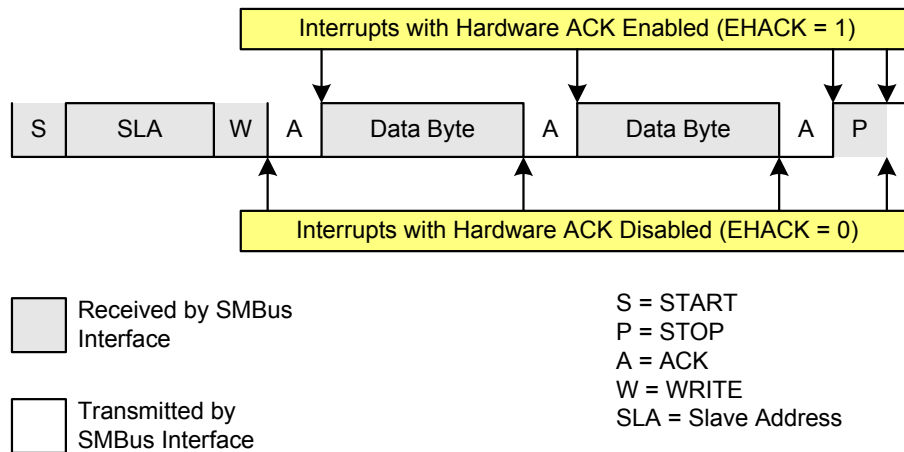 Interrupts with Hardware ACK Enabled (EHACK = 1)
S SLA W A Data Byte A Data Byte A P
Interrupts with Hardware ACK Disabled (EHACK = 0)
Received by SMBus
Interface
Transmitted by
SMBus Interface
S = START
P = STOP
A = ACK
W = WRITE
SLA = Slave Address